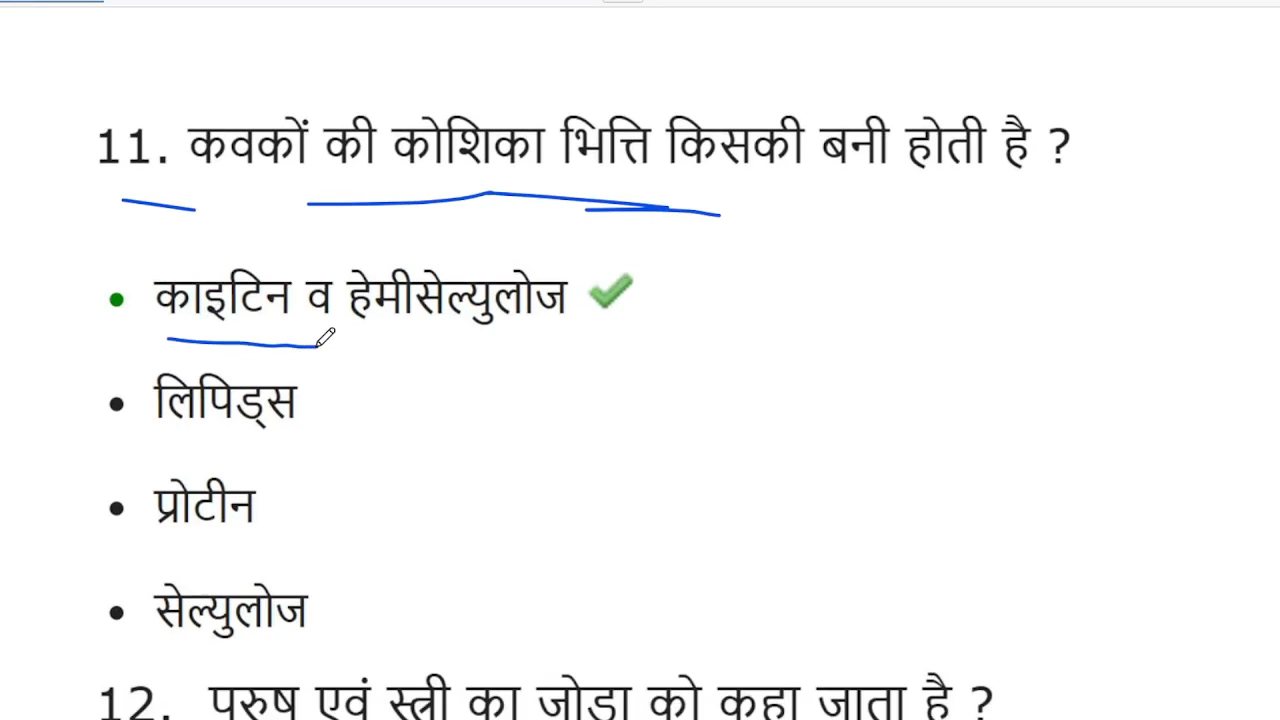 11. कवकों की कोशिका भित्ति किसकी बनी होती है ?
• काइटिन व हेमीसेल्युलोज
• लिपिड्स
• प्रोटीन
• सेल्युलोज
12. पुरुष एवं स्त्री का जोड़ा को कहा जाता है ?